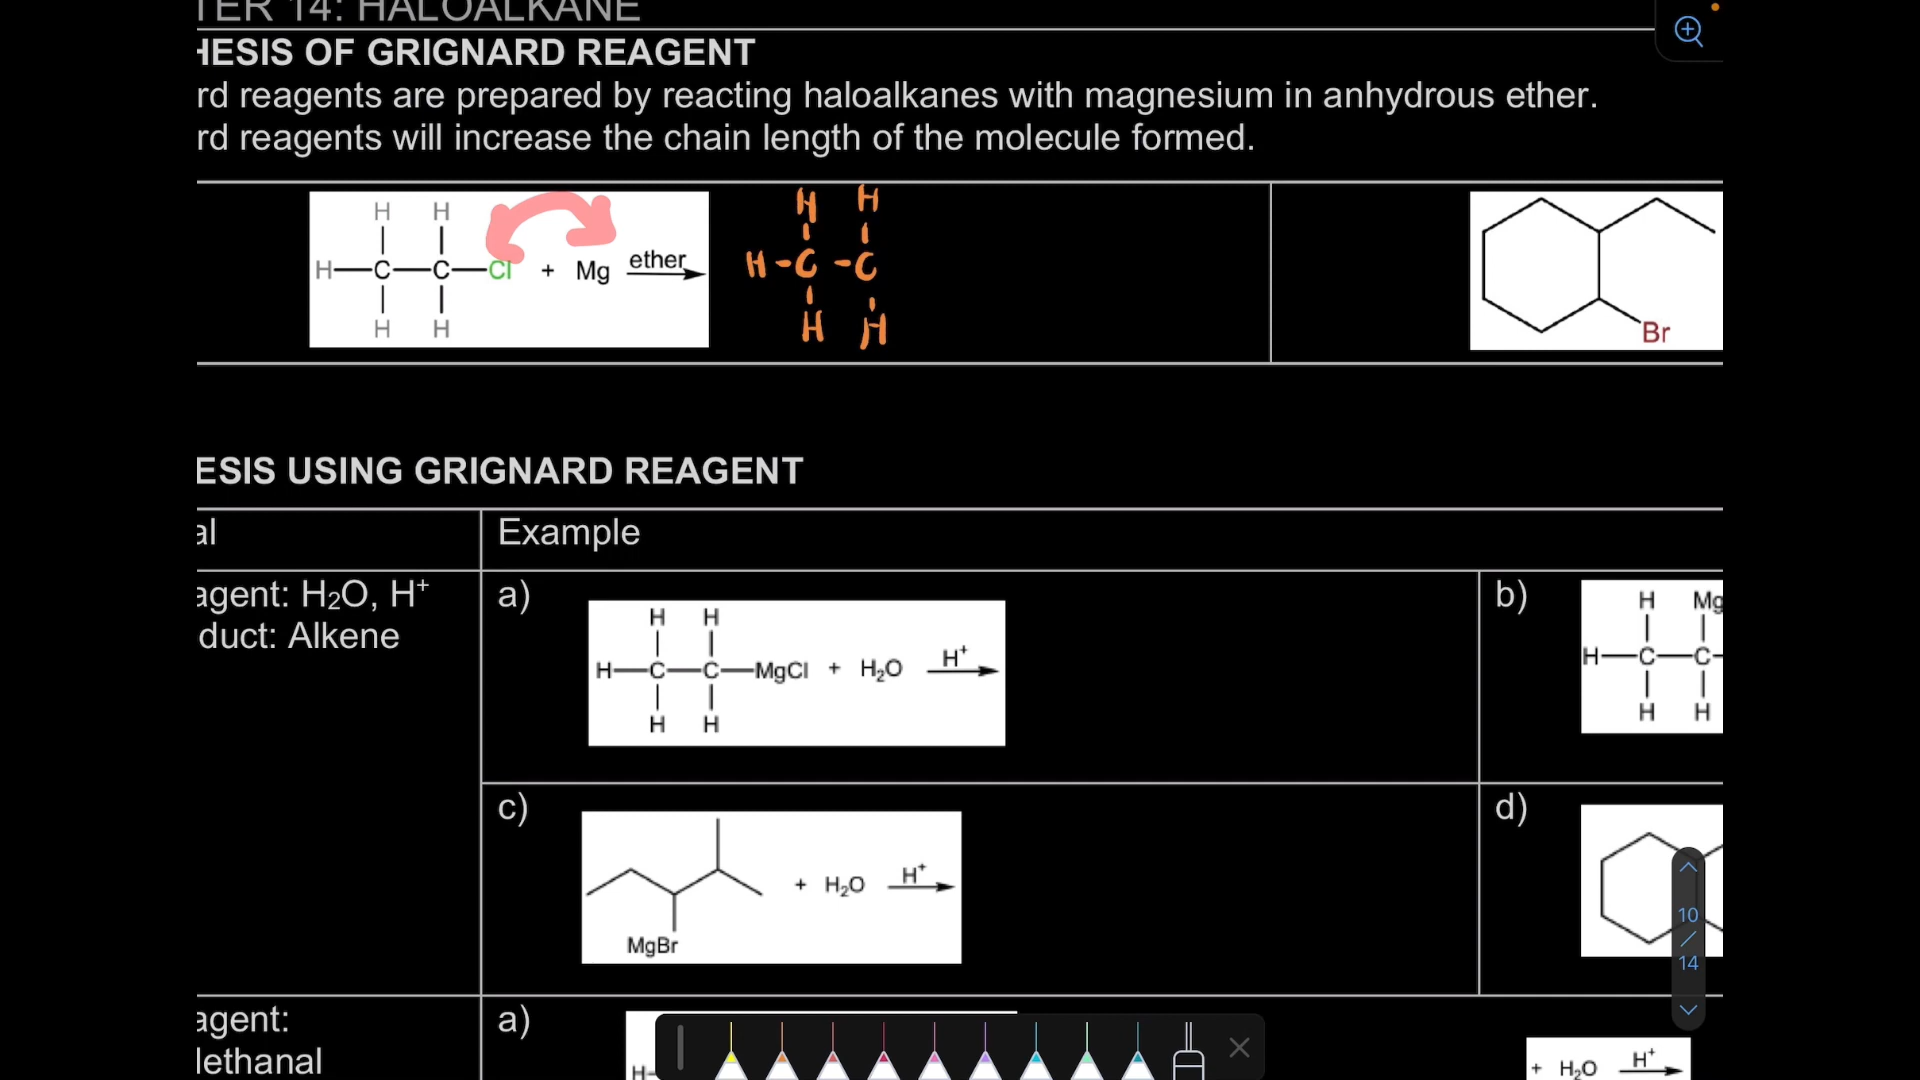 TER 14: HALOALKANE
HESIS OF GRIGNARD REAGENT
rd reagents are prepared by reacting haloalkanes with magnesium in anhydrous ether.
rd reagents will increase the chain length of the molecule formed.
H H
H—C—C—Cl + Mg ether
H H
H H
H-C-C
H H
Br
ESIS USING GRIGNARD REAGENT
al Example
agent: H₂O, H⁺
duct: Alkene
a)
H H
H—C—C—MgCl + H₂O H⁺
H H
b)
H Mg
H—C—C
H H
c)
+ H₂O H⁺
MgBr
d)
10
/
14
agent:
a)
H
+ H₂O H⁺